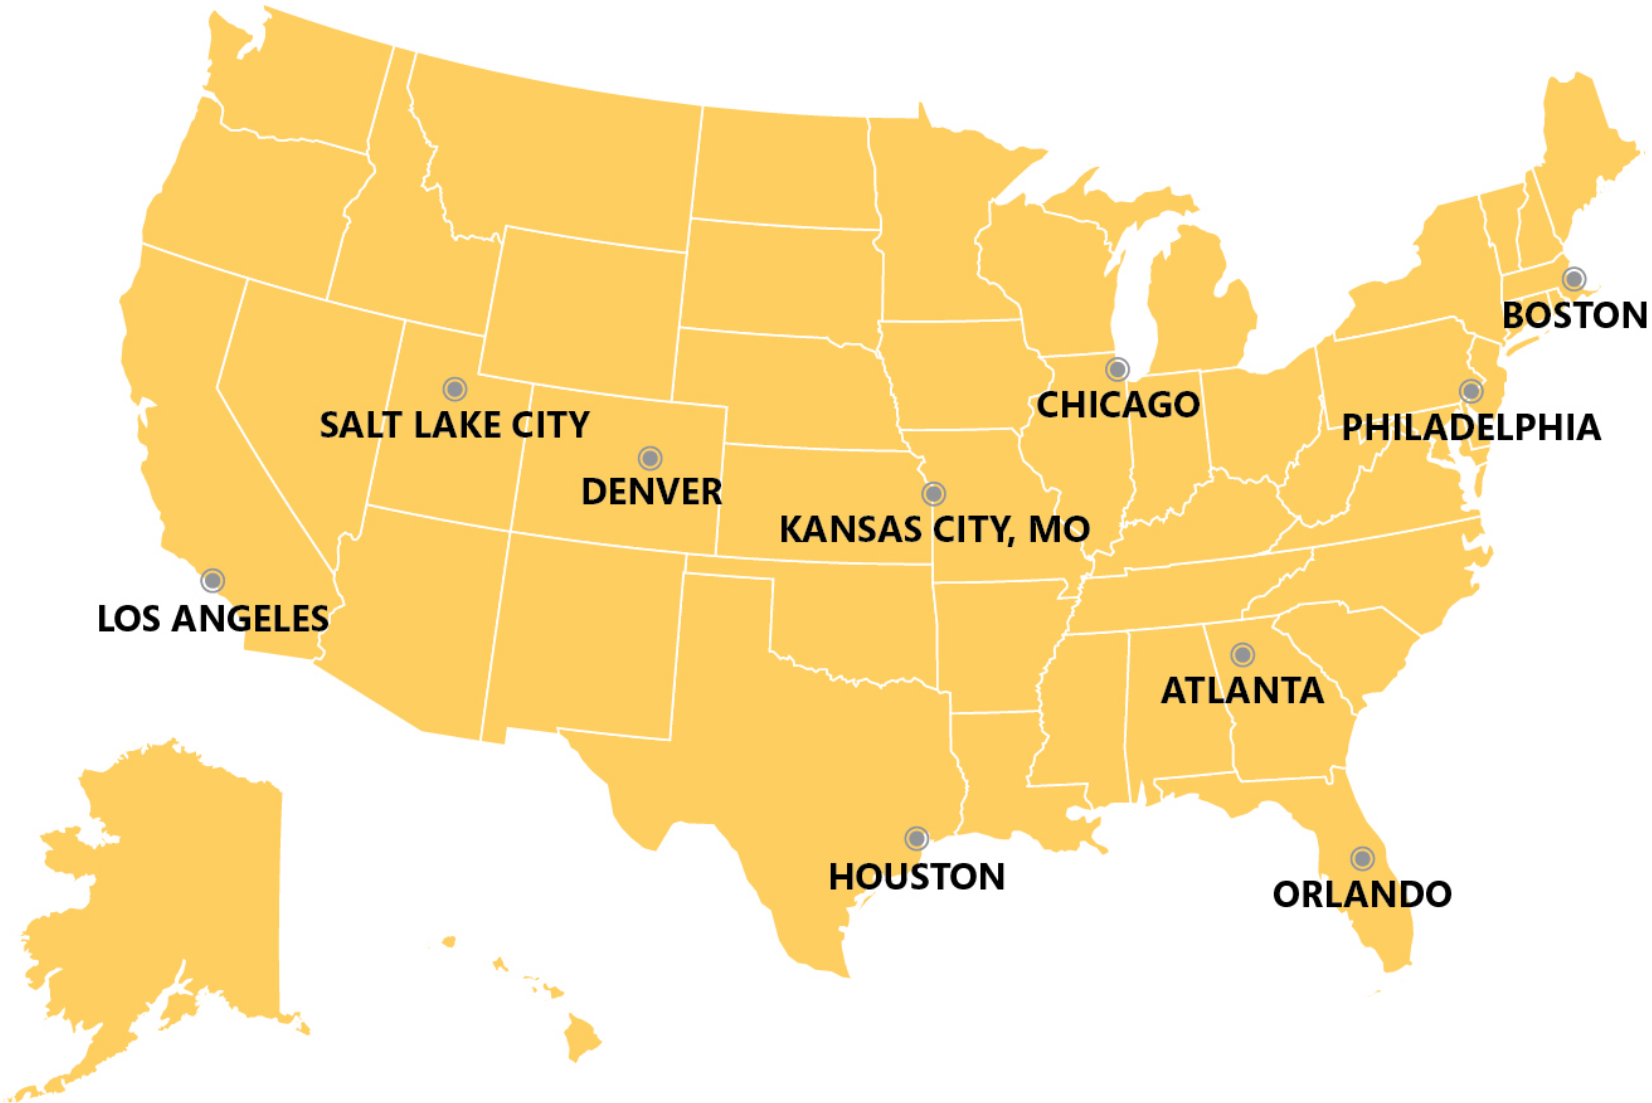 BOSTON
CHICAGO
SALT LAKE CITY
PHILADELPHIA
DENVER
KANSAS CITY, MO
LOS ANGELES
ATLANTA
HOUSTON
ORLANDO